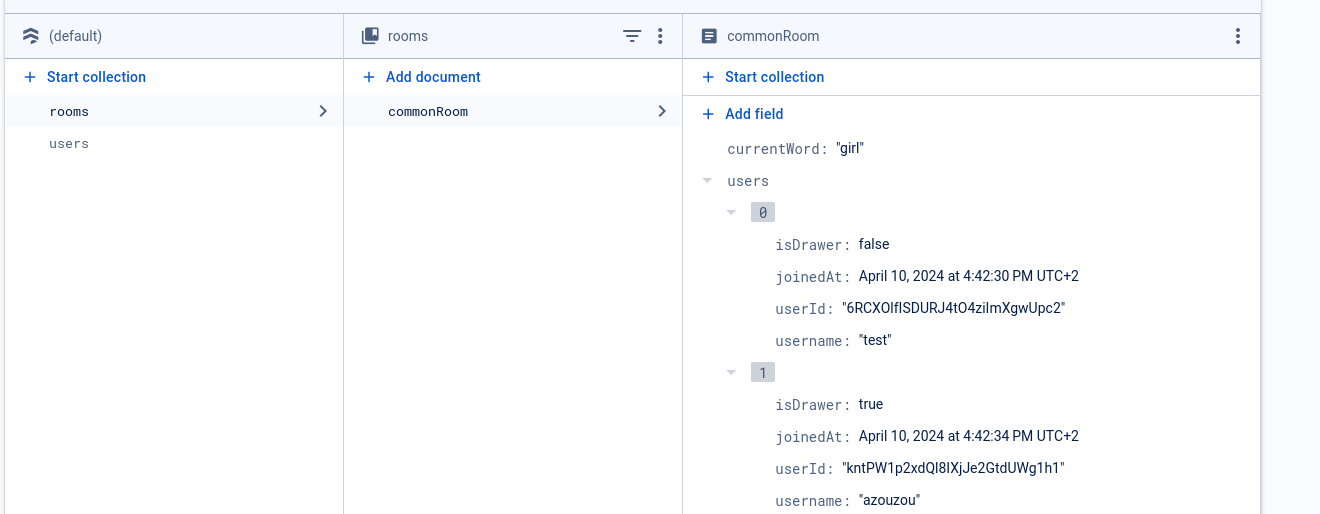 (default)
Start collection
rooms
users
rooms
Add document
commonRoom
commonRoom
Start collection
Add field
currentWord: "girl"
users
0
isDrawer: false
joinedAt: April 10, 2024 at 4:42:30 PM UTC+2
userId: "6RCXOlfISDURJ4tO4zilmXgwUpc2"
username: "test"
1
isDrawer: true
joinedAt: April 10, 2024 at 4:42:34 PM UTC+2
userId: "kntPW1p2xdQl8IXjJe2GtdUWg1h1"
username: "azouzou"